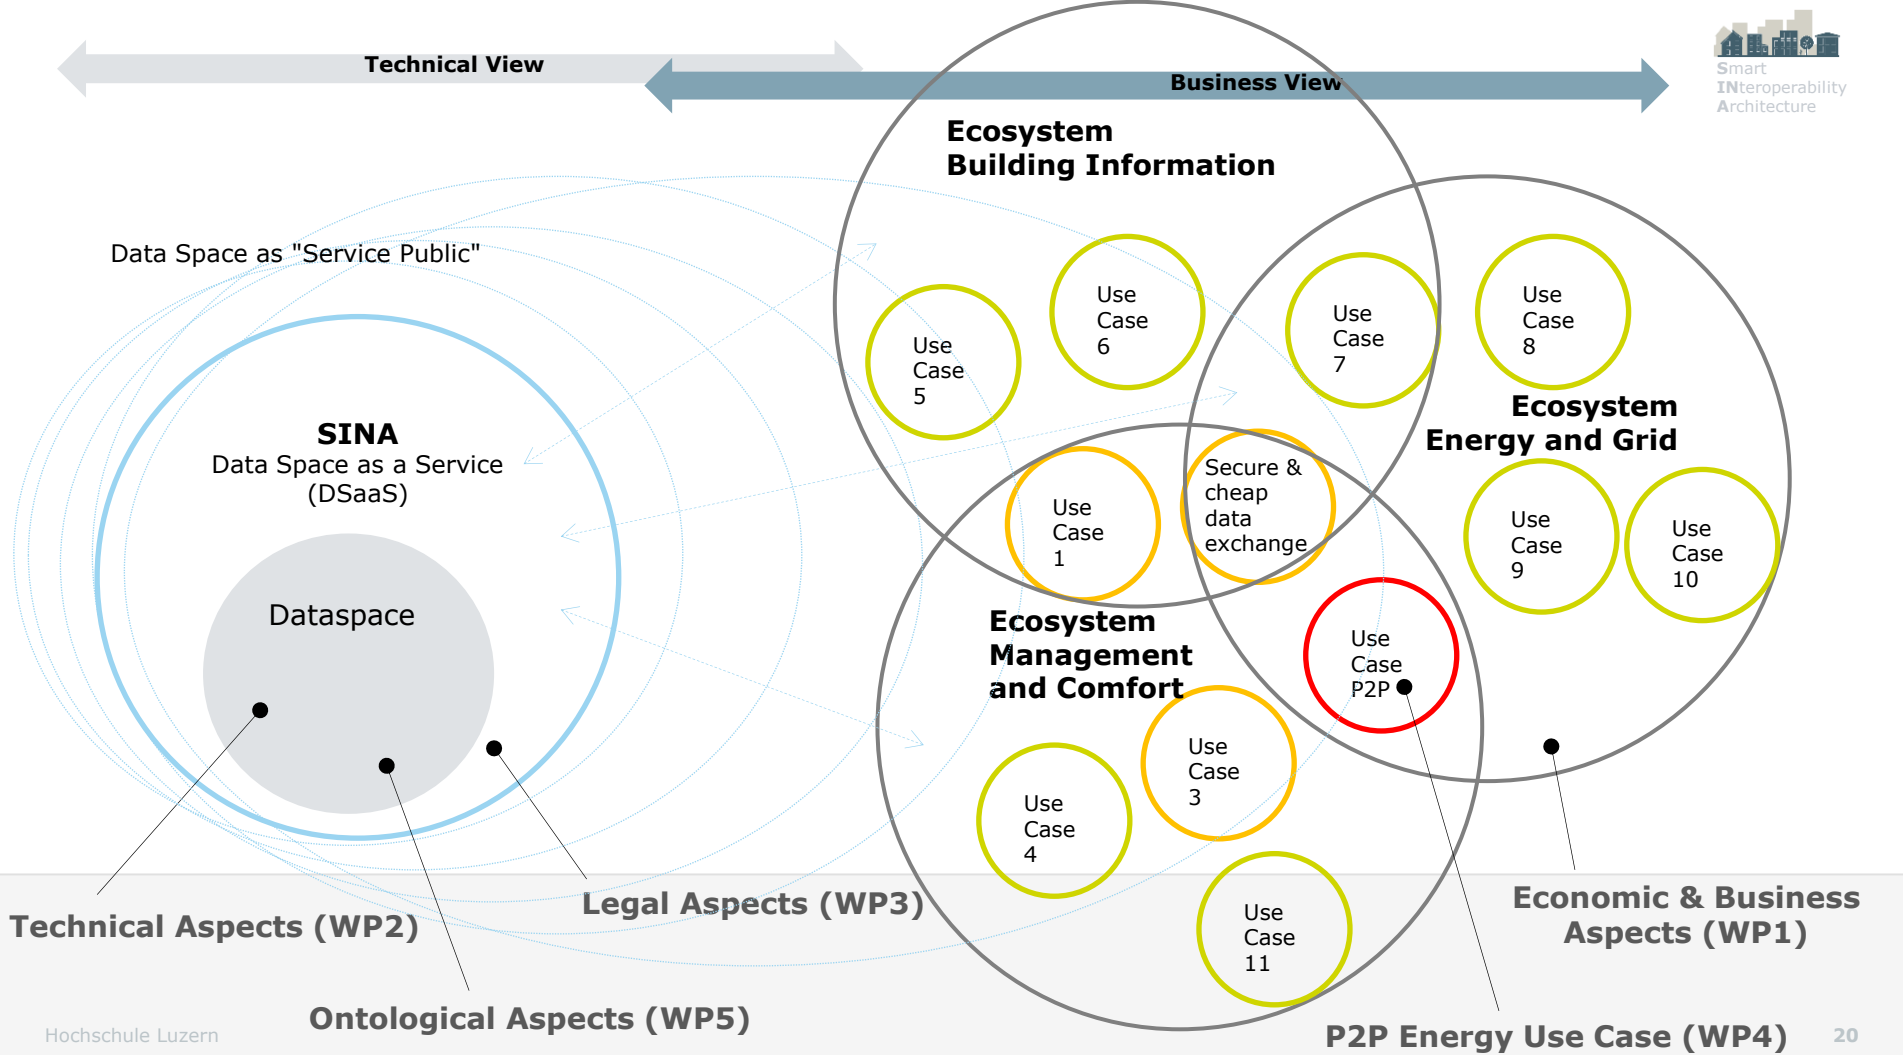 Technical View
Business View
Smart
INteroperability
Architecture
Ecosystem
Building Information
Data Space as "Service Public"
Use
Case
5
Use
Case
6
Use
Case
7
Use
Case
8
Ecosystem
Energy and Grid
SINA
Data Space as a Service
(DSaaS)
Dataspace
Use
Case
1
Secure &
cheap
data
exchange
Use
Case
9
Use
Case
10
Ecosystem
Management
and Comfort
Use
Case
P2P
Use
Case
3
Use
Case
4
Use
Case
11
Technical Aspects (WP2)
Legal Aspects (WP3)
Economic & Business
Aspects (WP1)
Ontological Aspects (WP5)
P2P Energy Use Case (WP4)
Hochschule Luzern
20